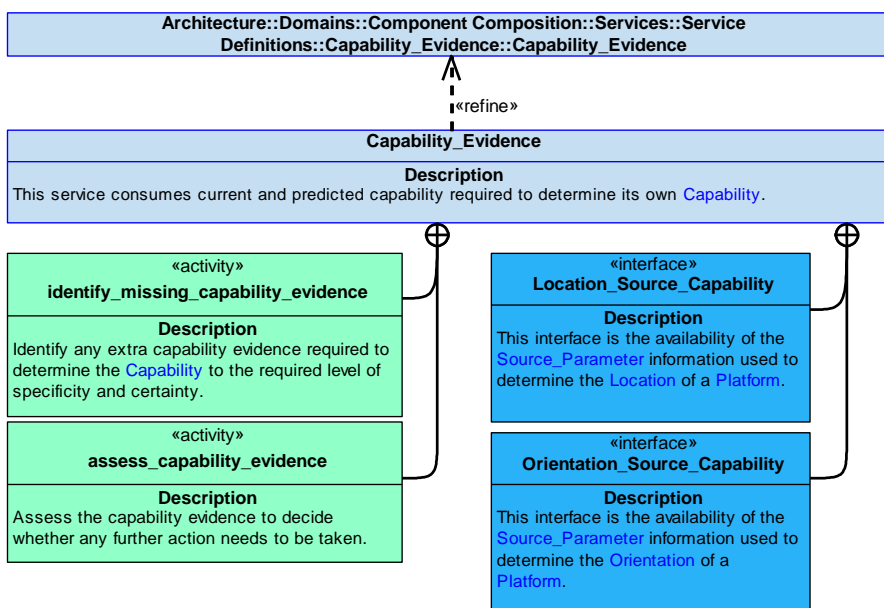 Architecture::Domains::Component Composition::Services::Service
Definitions::Capability_Evidence::Capability_Evidence
«refine»
Capability_Evidence
Description
This service consumes current and predicted capability required to determine its own Capability.
«activity»
identify_missing_capability_evidence
Description
Identify any extra capability evidence required to
determine the Capability to the required level of
specificity and certainty.
«activity»
assess_capability_evidence
Description
Assess the capability evidence to decide
whether any further action needs to be taken.
«interface»
Location_Source_Capability
Description
This interface is the availability of the
Source_Parameter information used to
determine the Location of a Platform.
«interface»
Orientation_Source_Capability
Description
This interface is the availability of the
Source_Parameter information used to
determine the Orientation of a
Platform.